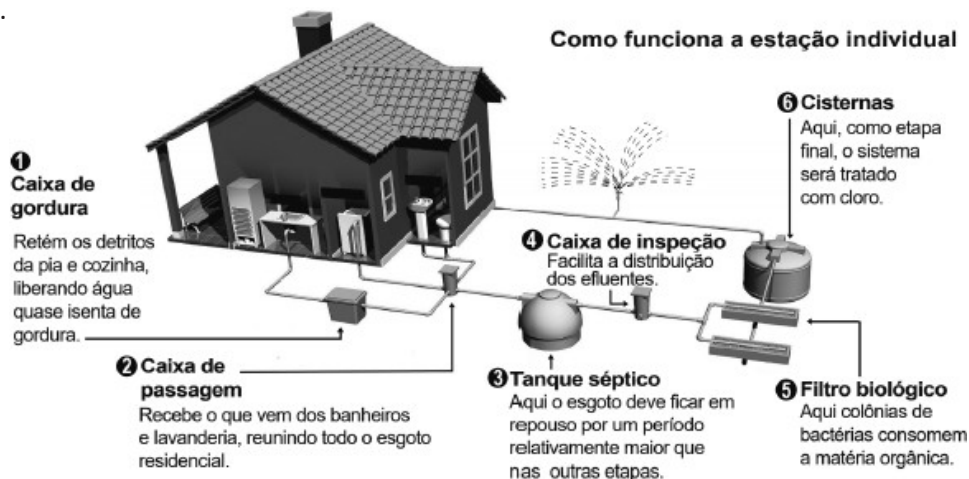 .
Como funciona a estação individual
❶
Caixa de
gordura
Retém os detritos
da pia e cozinha,
liberando água
quase isenta de
gordura.
❷ Caixa de
passagem
Recebe o que vem dos banheiros
e lavanderia, reunindo todo o esgoto
residencial.
❸ Tanque séptico
Aqui o esgoto deve ficar em
repouso por um período
relativamente maior que
nas outras etapas.
❹ Caixa de inspeção
Facilita a distribuição
dos efluentes.
❺ Filtro biológico
Aqui colônias de
bactérias consomem
a matéria orgânica.
❻ Cisternas
Aqui, como etapa
final, o sistema
será tratado
com cloro.